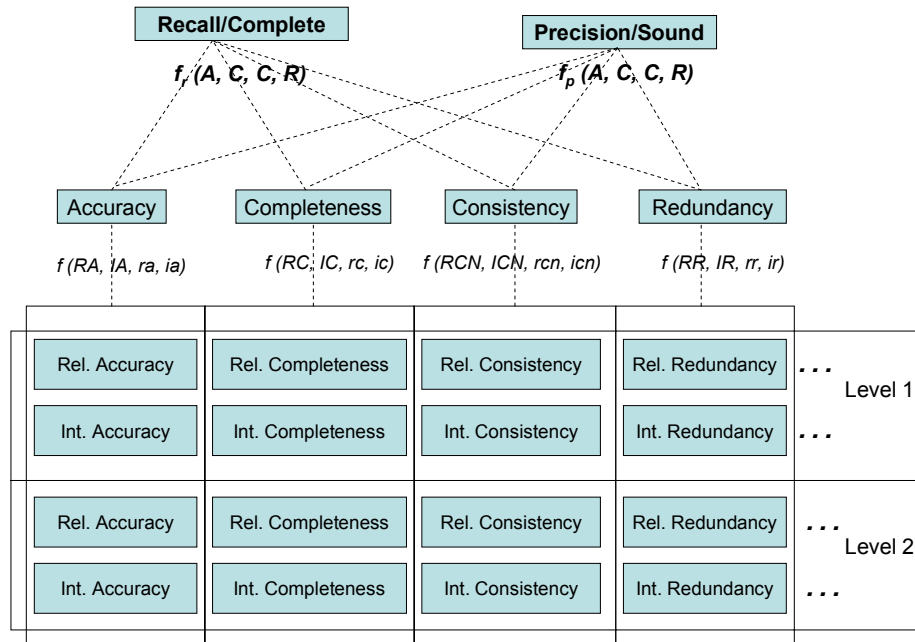 Recall/Complete
Precision/Sound
fr (A, C, C, R)
fp (A, C, C, R)
Accuracy
Completeness
Consistency
Redundancy
f (RA, IA, ra, ia)
f (RC, IC, rc, ic)
f (RCN, ICN, rcn, icn)
f (RR, IR, rr, ir)
Rel. Accuracy
Rel. Completeness
Rel. Consistency
Rel. Redundancy
...
Level 1
Int. Accuracy
Int. Completeness
Int. Consistency
Int. Redundancy
...
Rel. Accuracy
Rel. Completeness
Rel. Consistency
Rel. Redundancy
...
Level 2
Int. Accuracy
Int. Completeness
Int. Consistency
Int. Redundancy
...